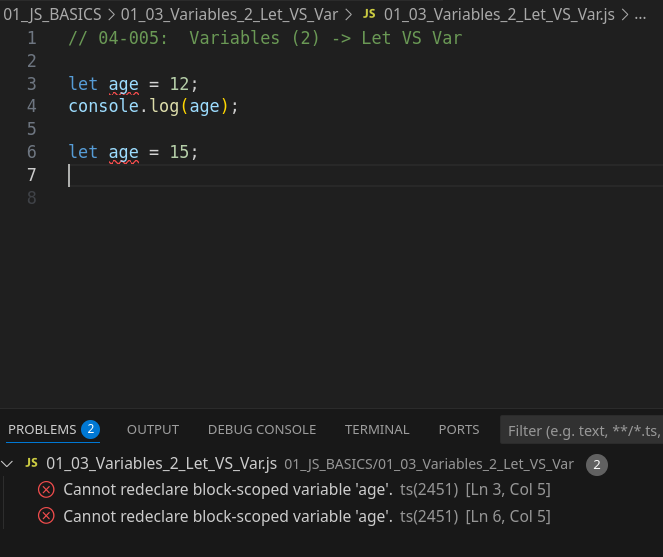 01_JS_BASICS > 01_03_Variables_2_Let_VS_Var > JS 01_03_Variables_2_Let_VS_Var.js > ...
1 // 04-005:  Variables (2) -> Let VS Var
2
3 let age = 12;
4 console.log(age);
5
6 let age = 15;
7
8
PROBLEMS 2 OUTPUT DEBUG CONSOLE TERMINAL PORTS Filter (e.g. text, **/*.ts,
JS 01_03_Variables_2_Let_VS_Var.js 01_JS_BASICS/01_03_Variables_2_Let_VS_Var 2
Cannot redeclare block-scoped variable 'age'. ts(2451) [Ln 3, Col 5]
Cannot redeclare block-scoped variable 'age'. ts(2451) [Ln 6, Col 5]